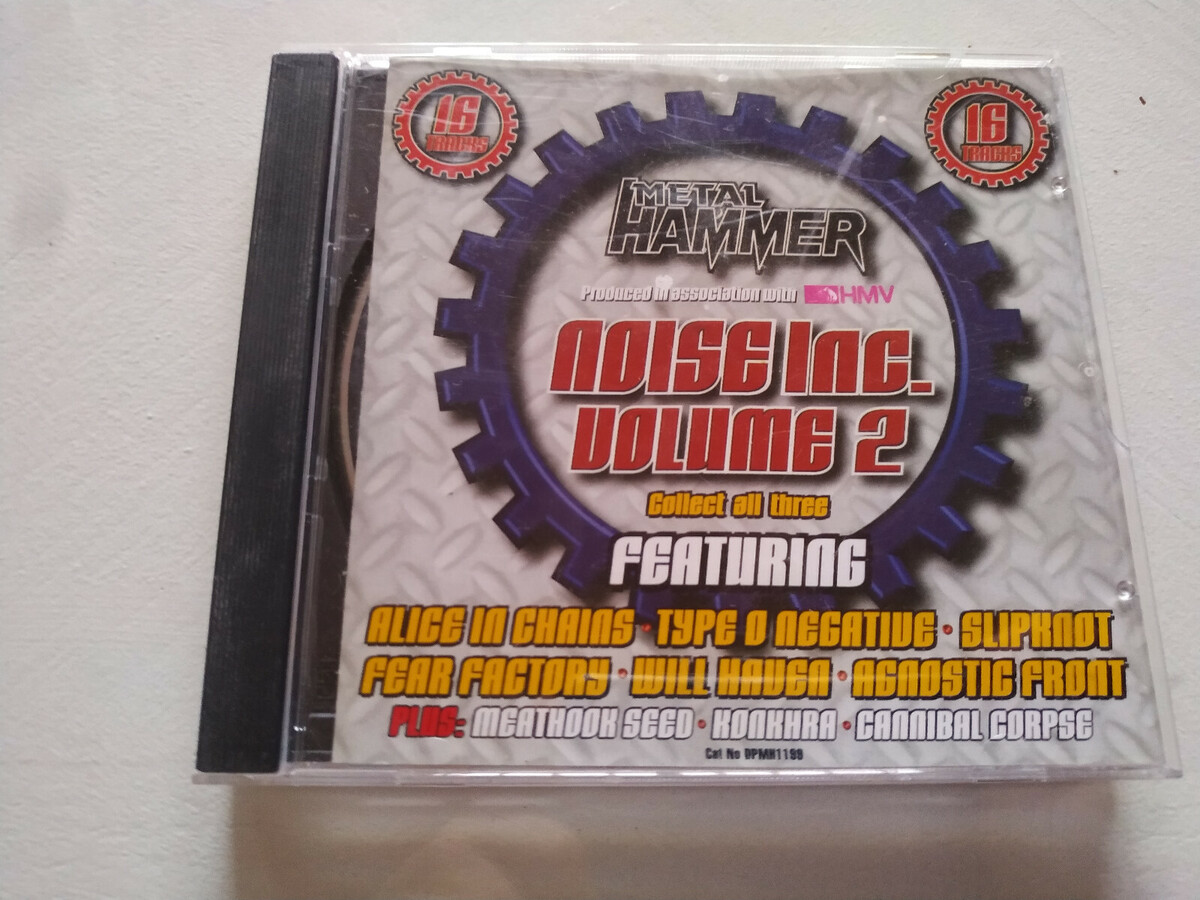 16
TRACKS
16
TRACKS
METAL
HAMMER
Produced in association with HMV
NOISE INC.
VOLUME 2
Collect all three
FEATURING
ALICE IN CHAINS · TYPE O NEGATIVE · SLIPKNOT
FEAR FACTORY · WILL HAVEN · AGNOSTIC FRONT
PLUS: MEATHOOK SEED · KONKHRA · CANNIBAL CORPSE
Cat No DPMH1199